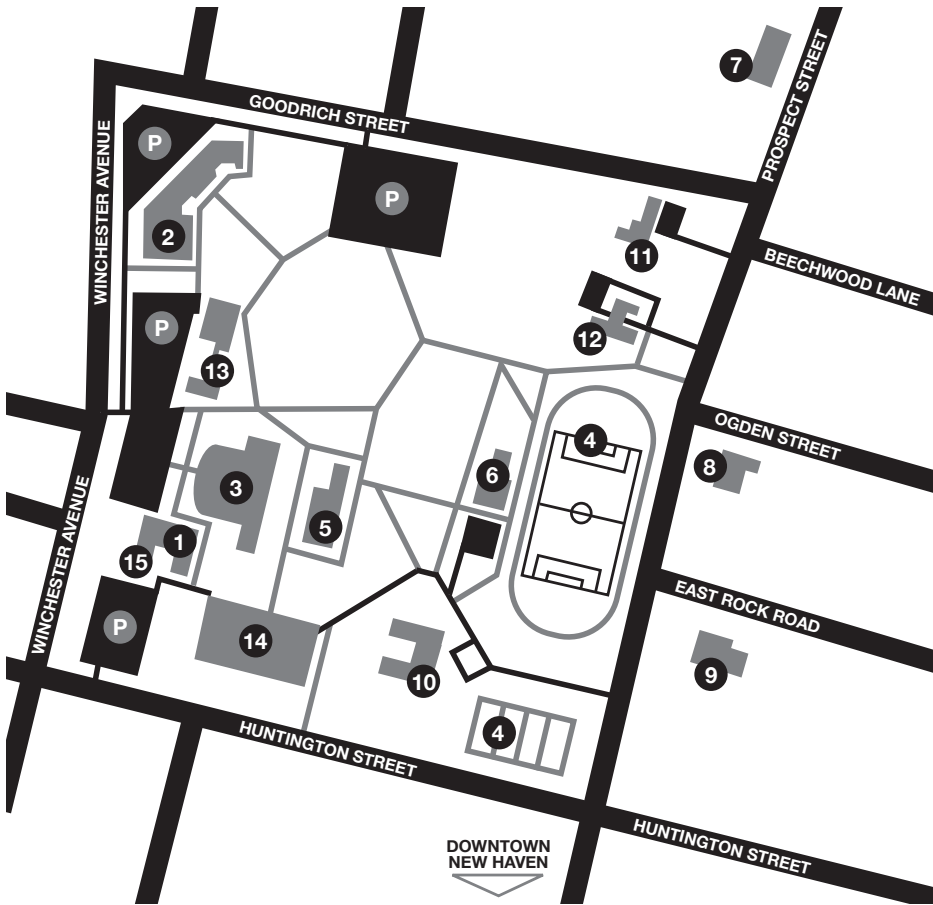 7
GOODRICH STREET
PROSPECT STREET
WINCHESTER AVENUE
P
P
2
11
BEECHWOOD LANE
P
12
13
OGDEN STREET
4
8
3
6
5
1
15
WINCHESTER AVENUE
EAST ROCK ROAD
P
14
10
9
4
HUNTINGTON STREET
HUNTINGTON STREET
DOWNTOWN
NEW HAVEN